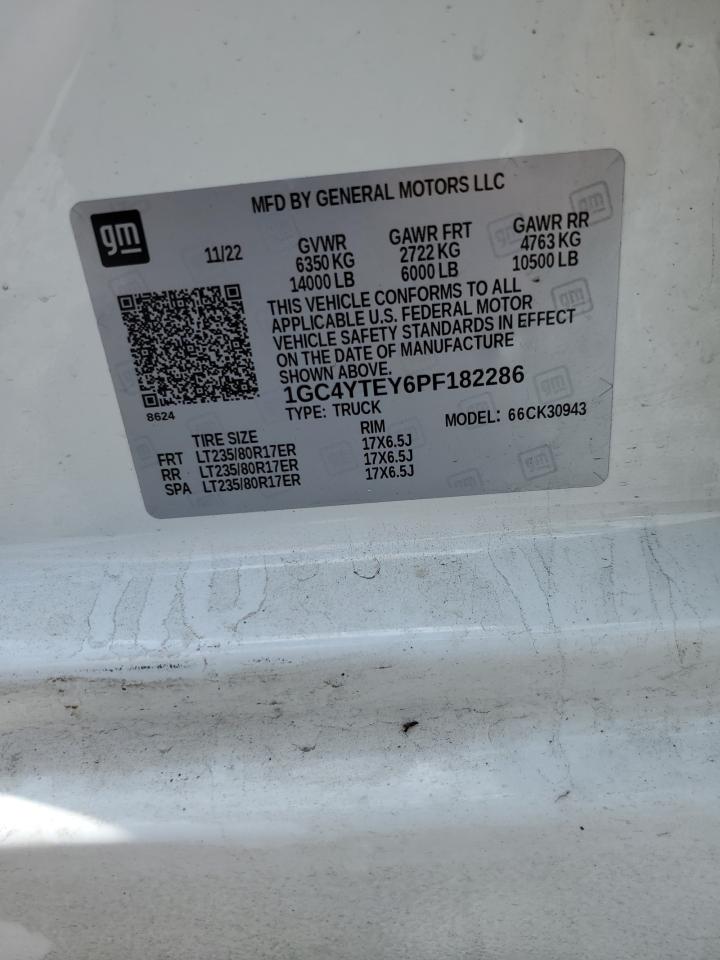 MFD BY GENERAL MOTORS LLC
gm
11/22
GVWR
6350 KG
14000 LB
GAWR FRT
2722 KG
6000 LB
GAWR RR
4763 KG
10500 LB
THIS VEHICLE CONFORMS TO ALL
APPLICABLE U.S. FEDERAL MOTOR
VEHICLE SAFETY STANDARDS IN EFFECT
ON THE DATE OF MANUFACTURE
SHOWN ABOVE.
1GC4YTEY6PF182286
8624
TYPE: TRUCK
MODEL: 66CK30943
TIRE SIZE RIM
FRT LT235/80R17ER 17X6.5J
RR LT235/80R17ER 17X6.5J
SPA LT235/80R17ER 17X6.5J